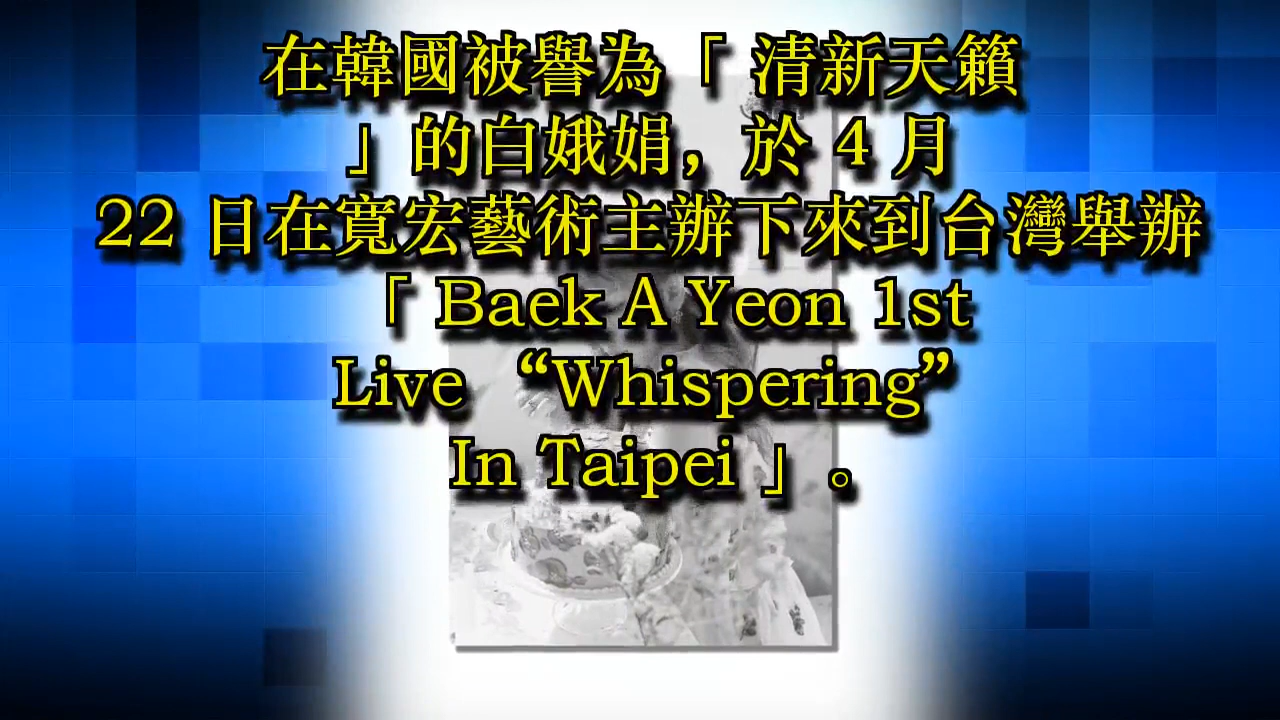 在韓國被譽為「 清新天籟
」的白娥娟，於 4 月
22 日在寬宏藝術主辦下來到台灣舉辦
「 Baek A Yeon 1st
Live “Whispering”
In Taipei 」。